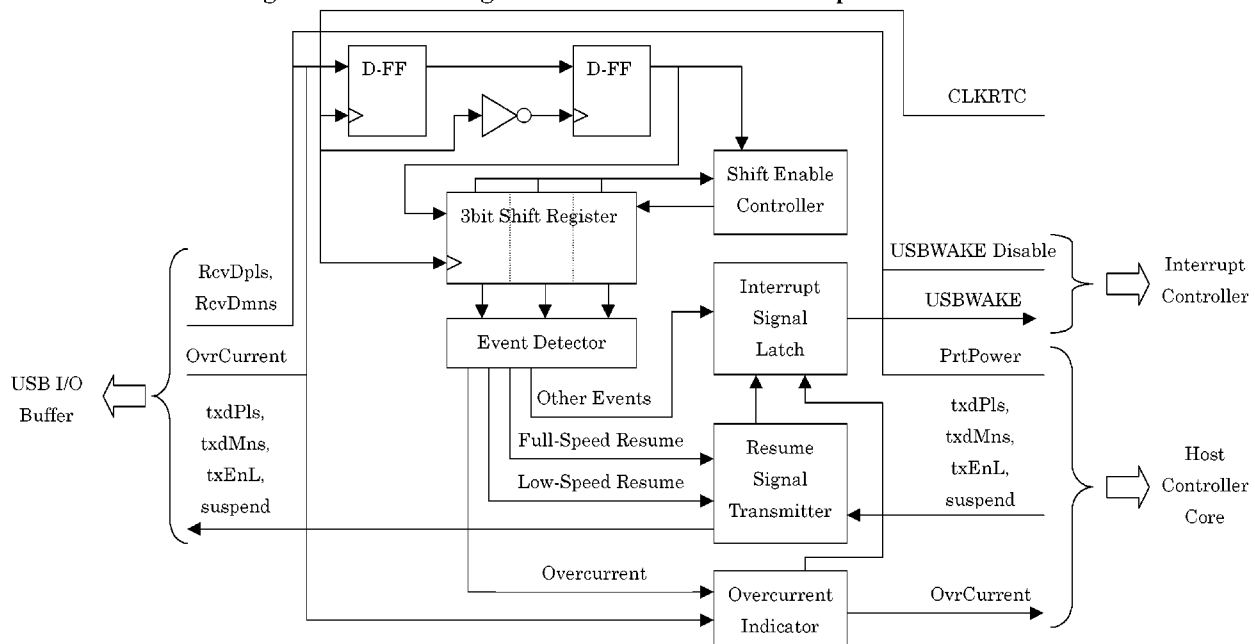 D-FF
D-FF
CLKRTC
Shift Enable
Controller
3bit Shift Register
RcvDpls,
RcvDmns
USBWAKE Disable
Interrupt
Controller
Interrupt
Signal
Latch
USBWAKE
Event Detector
OvrCurrent
PrtPower
USB I/O
Buffer
Other Events
txdPls,
txdMns,
txEnL,
suspend
Full-Speed Resume
Low-Speed Resume
Resume
Signal
Transmitter
txdPls,
txdMns,
txEnL,
suspend
Host
Controller
Core
Overcurrent
Overcurrent
Indicator
OvrCurrent